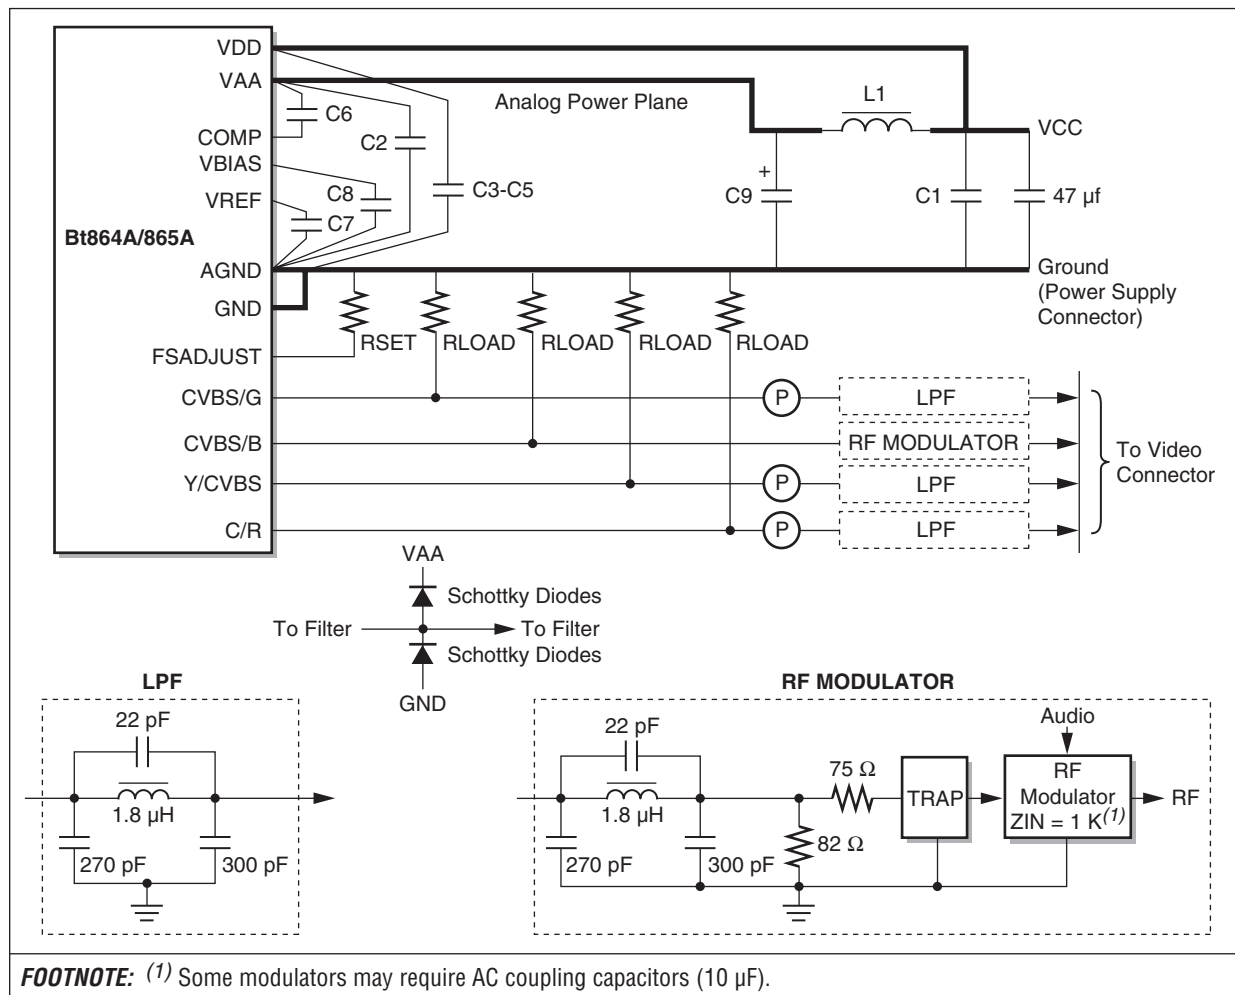 VDD
VAA
COMP
VBIAS
VREF
Bt864A/865A
AGND
GND
FSADJUST
CVBS/G
CVBS/B
Y/CVBS
C/R
C6
C2
C8
C7
C3-C5
Analog Power Plane
L1
VCC
+
C9
C1
47 µf
Ground
(Power Supply
Connector)
RSET
RLOAD
RLOAD
RLOAD
RLOAD
P
LPF
RF MODULATOR
P
LPF
P
LPF
To Video
Connector
VAA
Schottky Diodes
To Filter
To Filter
Schottky Diodes
GND
LPF
22 pF
1.8 µH
270 pF
300 pF
RF MODULATOR
22 pF
1.8 µH
270 pF
300 pF
75 Ω
82 Ω
TRAP
Audio
RF
Modulator
ZIN = 1 K(1)
RF
FOOTNOTE: (1) Some modulators may require AC coupling capacitors (10 µF).